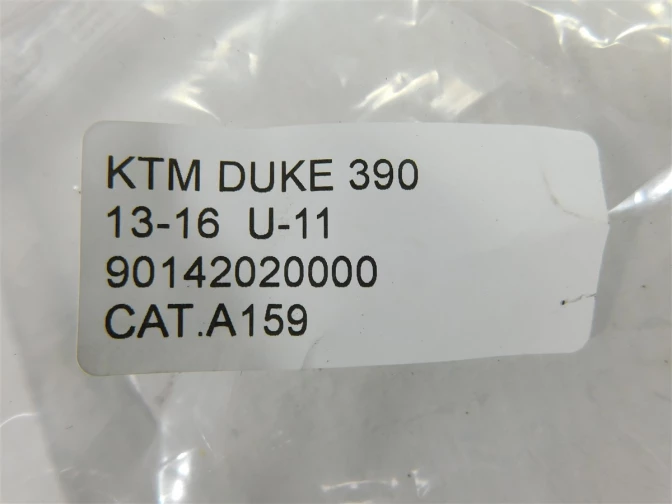 KTM DUKE 390
13-16 U-11
90142020000
CAT.A159